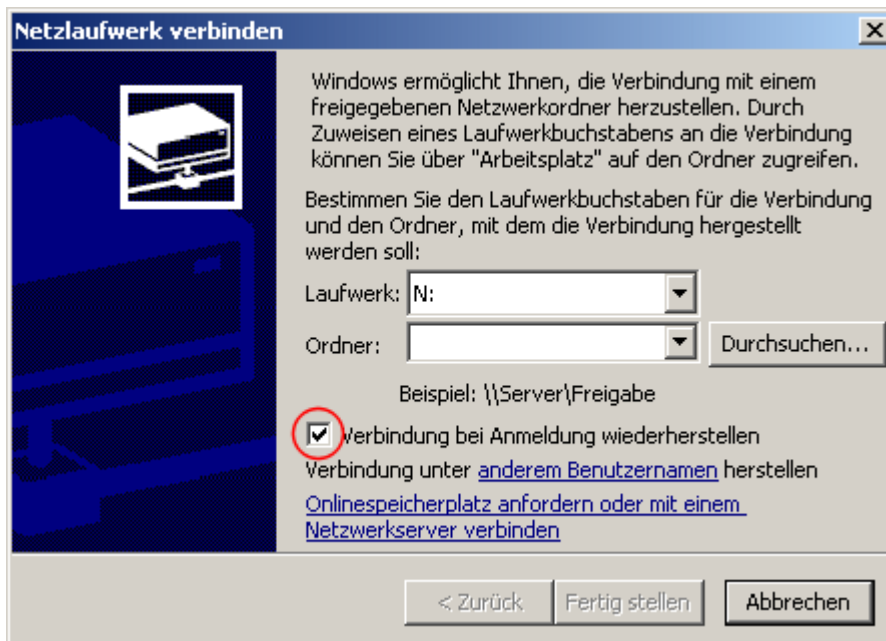 Netzlaufwerk verbinden
Windows ermöglicht Ihnen, die Verbindung mit einem
freigegebenen Netzwerkordner herzustellen. Durch
Zuweisen eines Laufwerkbuchstabens an die Verbindung
können Sie über "Arbeitsplatz" auf den Ordner zugreifen.
Bestimmen Sie den Laufwerkbuchstaben für die Verbindung
und den Ordner, mit dem die Verbindung hergestellt
werden soll:
Laufwerk: N:
Ordner: Durchsuchen...
Beispiel: \\Server\Freigabe
Verbindung bei Anmeldung wiederherstellen
Verbindung unter anderem Benutzernamen herstellen
Onlinespeicherplatz anfordern oder mit einem
Netzwerkserver verbinden
< Zurück Fertig stellen Abbrechen